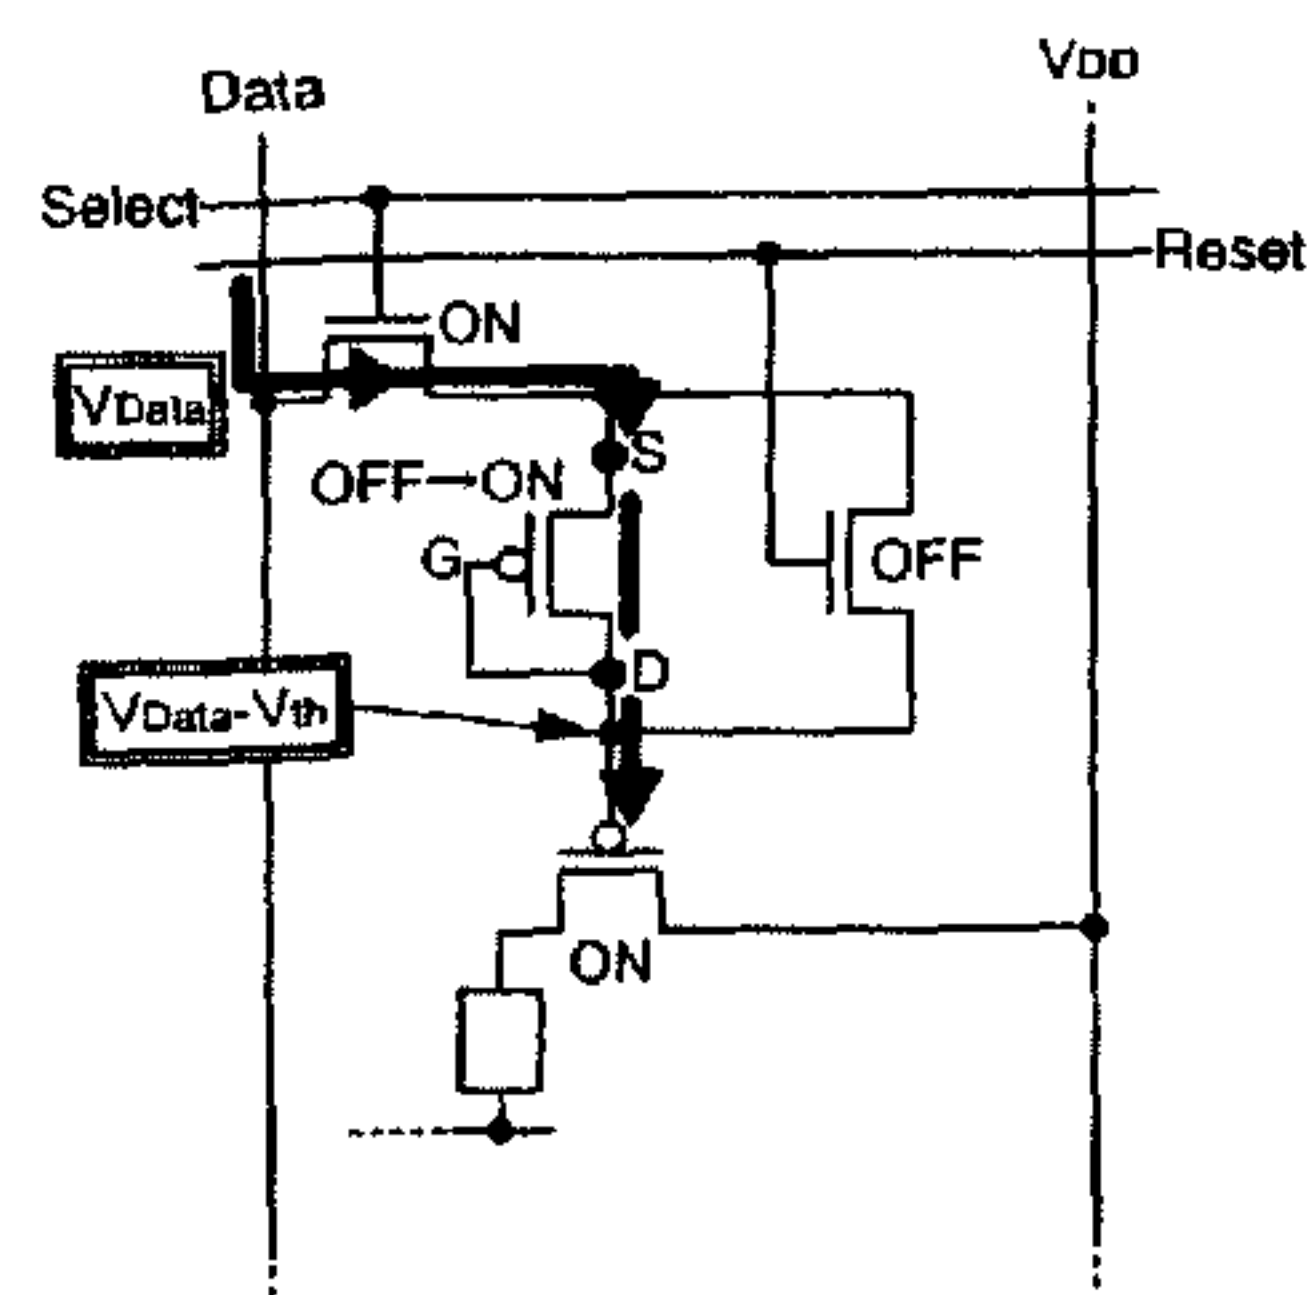 VDD
Data
Select
Reset
ON
VData
S
OFF→ON
G
OFF
D
VData-Vth
ON